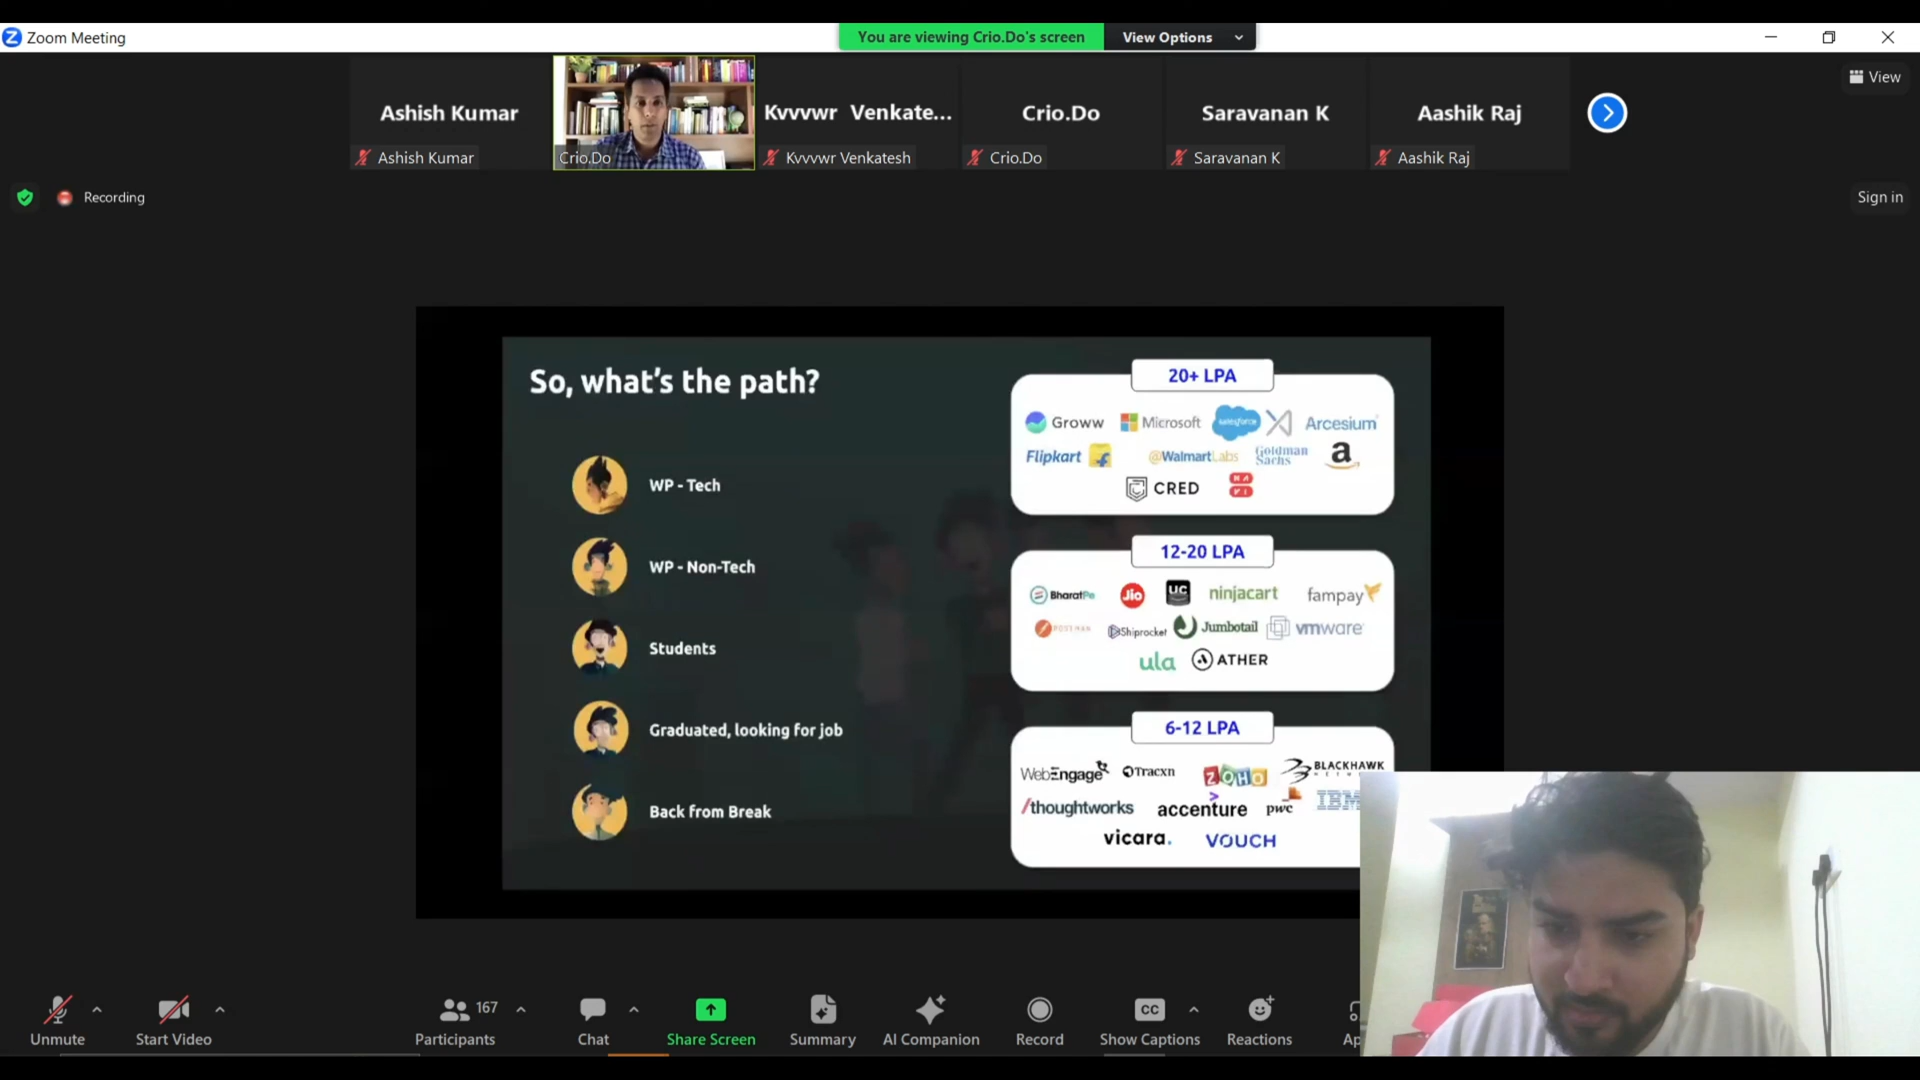 Zoom Meeting
You are viewing Crio.Do's screen
View Options
View
Ashish Kumar
Kvvvwr Venkate...
Crio.Do
Saravanan K
Aashik Raj
Ashish Kumar
Crio.Do
Kvvvwr Venkatesh
Crio.Do
Saravanan K
Aashik Raj
Recording
Sign in
So, what's the path?
WP - Tech
WP - Non-Tech
Students
Graduated, looking for job
Back from Break
20+ LPA
Groww
Microsoft
salesforce
Arcesium
Flipkart
@WalmartLabs
Goldman
Sachs
a
CRED
NA
VI
12-20 LPA
BharatPe
Jio
UC
ninjacart
fampay
POSTMAN
Shiprocket
Jumbotail
vmware
ula
ATHER
6-12 LPA
WebEngage
Tracxn
ZOHO
BLACKHAWK
/thoughtworks
accenture
pwc
IBM
vicara.
VOUCH
Unmute
Start Video
167
Participants
Chat
Share Screen
Summary
AI Companion
Record
CC
Show Captions
Reactions